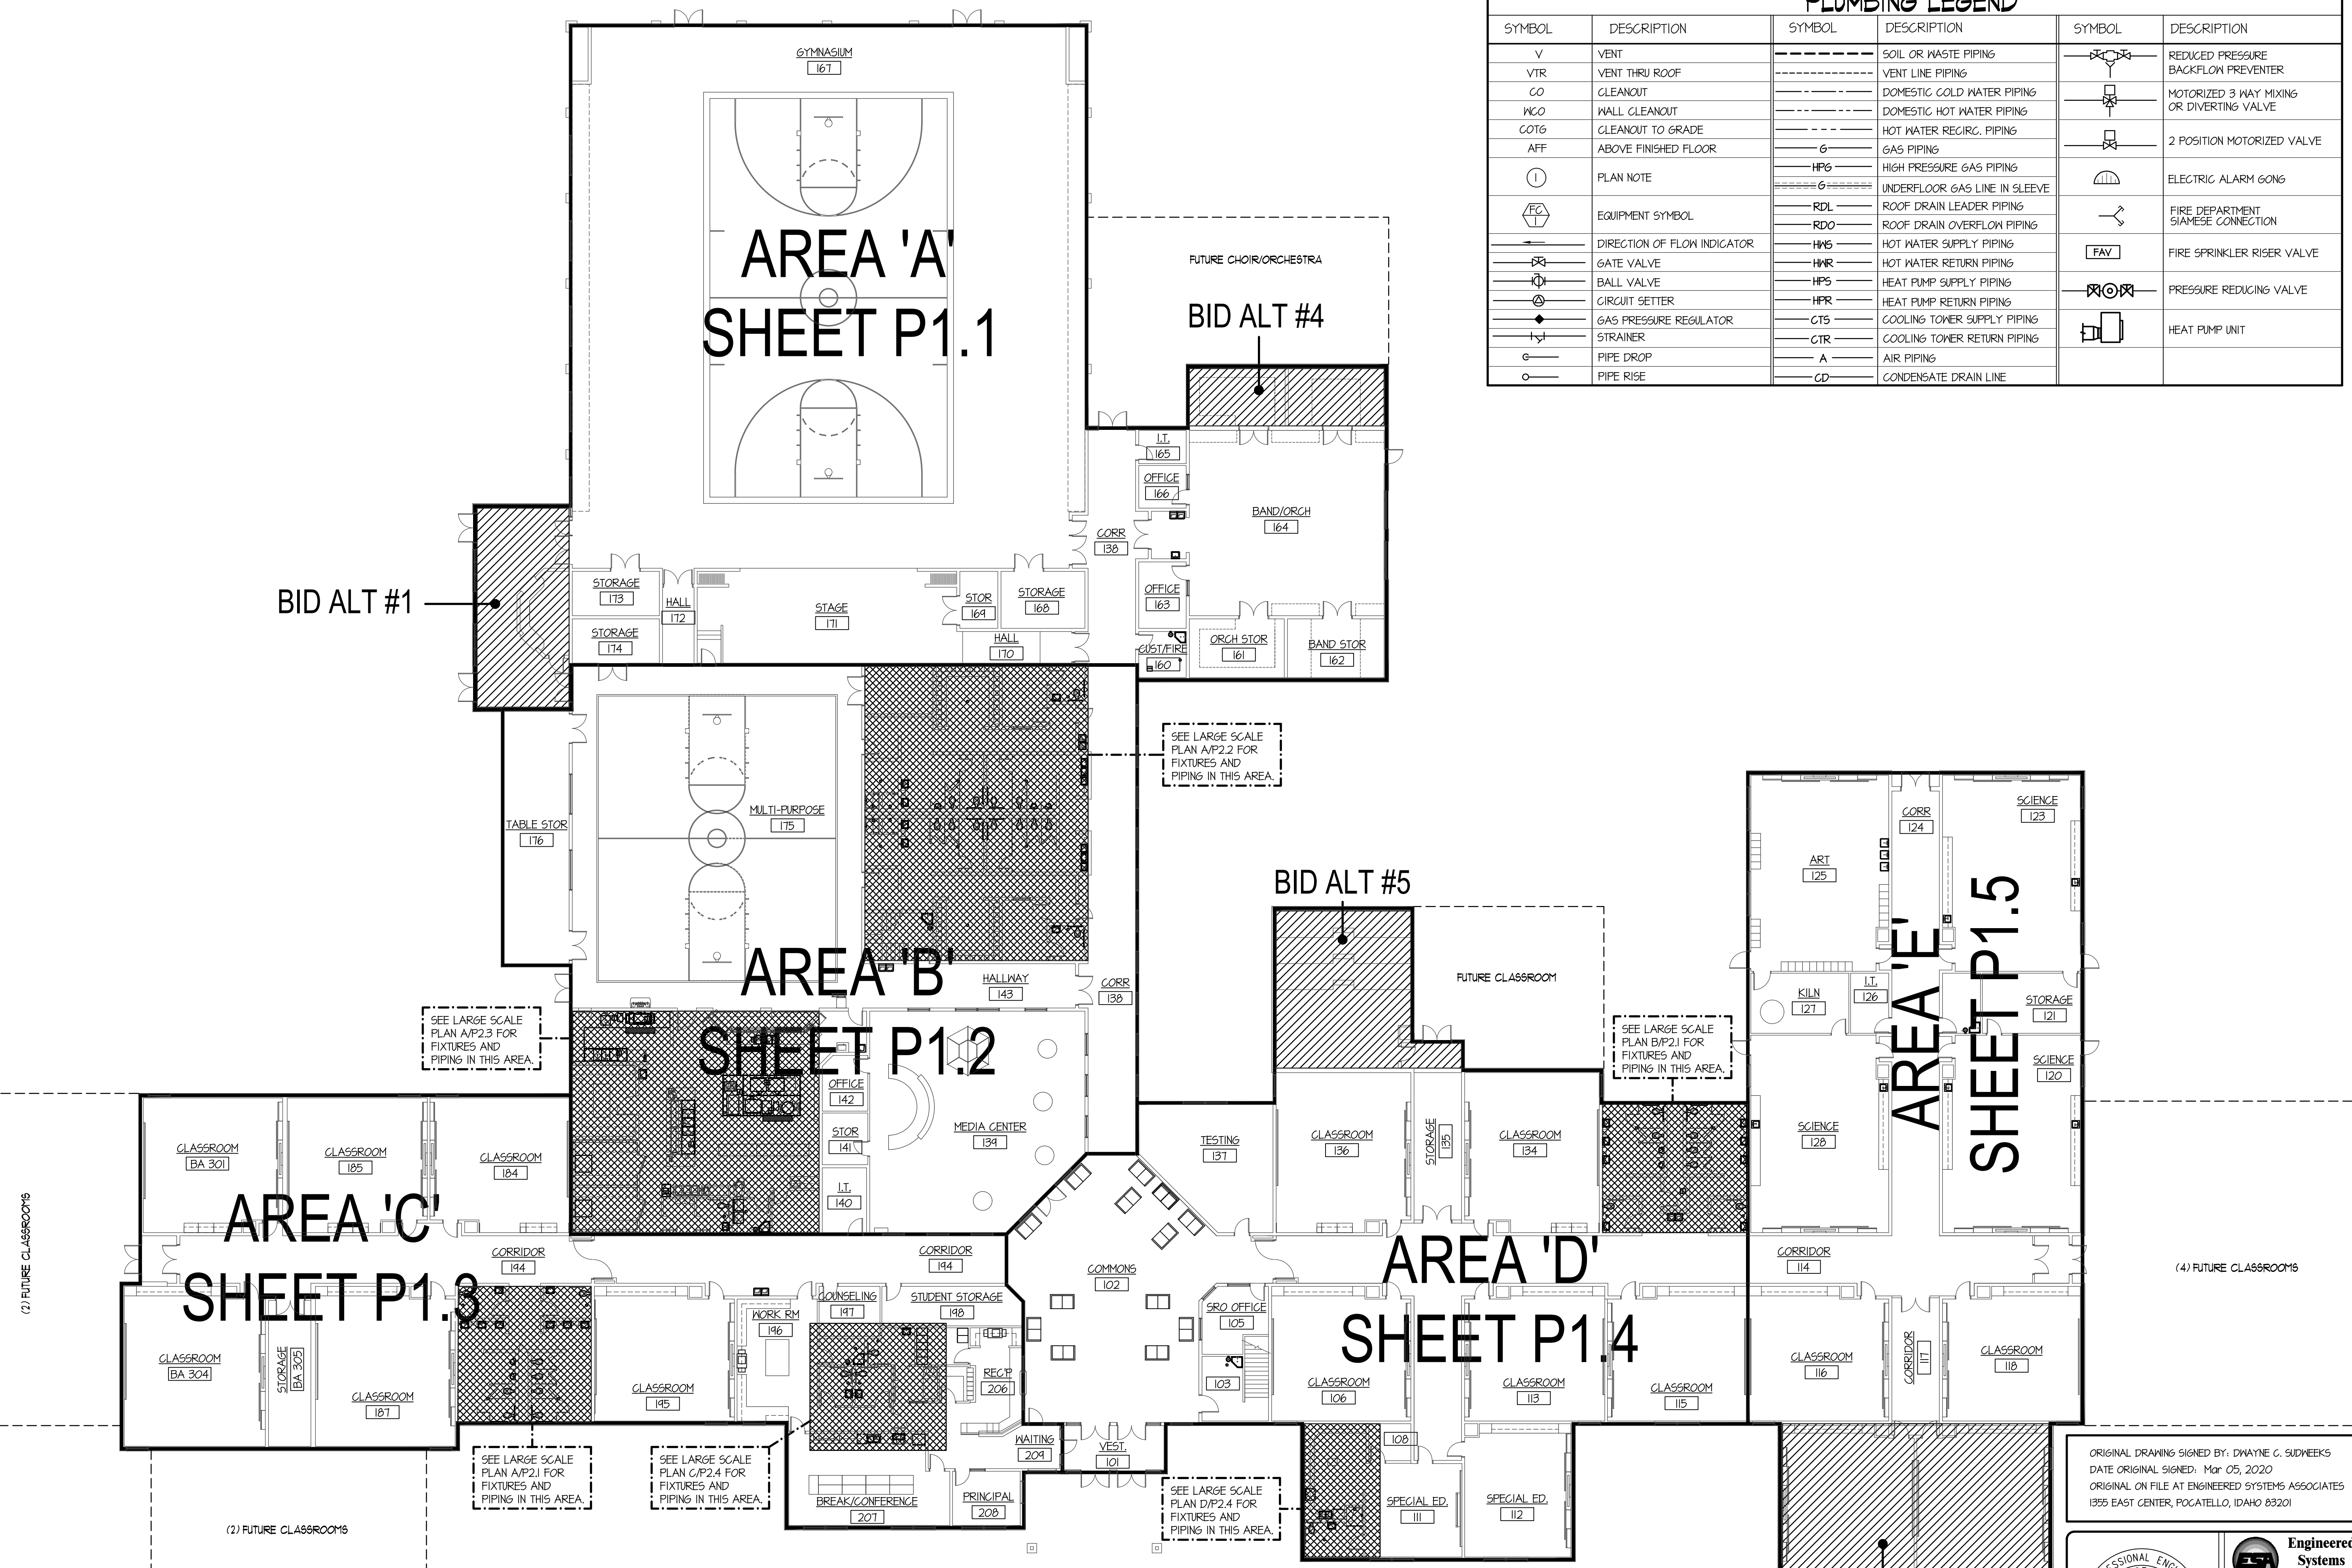 PLUMBING LEGEND
SYMBOL DESCRIPTION SYMBOL DESCRIPTION SYMBOL DESCRIPTION
V VENT
VTR VENT THRU ROOF
CO CLEANOUT
WCO WALL CLEANOUT
COTG CLEANOUT TO GRADE
AFF ABOVE FINISHED FLOOR
1 PLAN NOTE
FC
1
EQUIPMENT SYMBOL
DIRECTION OF FLOW INDICATOR
GATE VALVE
BALL VALVE
CIRCUIT SETTER
GAS PRESSURE REGULATOR
STRAINER
PIPE DROP
PIPE RISE
SOIL OR WASTE PIPING
VENT LINE PIPING
DOMESTIC COLD WATER PIPING
DOMESTIC HOT WATER PIPING
HOT WATER RECIRC. PIPING
G GAS PIPING
HPG HIGH PRESSURE GAS PIPING
G UNDERFLOOR GAS LINE IN SLEEVE
RDL ROOF DRAIN LEADER PIPING
RDO ROOF DRAIN OVERFLOW PIPING
HWS HOT WATER SUPPLY PIPING
HWR HOT WATER RETURN PIPING
HPS HEAT PUMP SUPPLY PIPING
HPR HEAT PUMP RETURN PIPING
CTS COOLING TOWER SUPPLY PIPING
CTR COOLING TOWER RETURN PIPING
A AIR PIPING
CD CONDENSATE DRAIN LINE
REDUCED PRESSURE
BACKFLOW PREVENTER
MOTORIZED 3 WAY MIXING
OR DIVERTING VALVE
2 POSITION MOTORIZED VALVE
ELECTRIC ALARM GONG
FIRE DEPARTMENT
SIAMESE CONNECTION
FAV FIRE SPRINKLER RISER VALVE
PRESSURE REDUCING VALVE
HEAT PUMP UNIT
GYMNASIUM
167
AREA 'A'
SHEET P1.1
FUTURE CHOIR/ORCHESTRA
BID ALT #4
I.T.
165
OFFICE
166
BAND/ORCH
164
CORR
138
OFFICE
163
CUST/FIRE
160
ORCH STOR
161
BAND STOR
162
BID ALT #1
STORAGE
173
HALL
172
STORAGE
174
STAGE
171
STOR
169
STORAGE
168
HALL
170
SEE LARGE SCALE
PLAN A/P2.2 FOR
FIXTURES AND
PIPING IN THIS AREA.
MULTI-PURPOSE
175
TABLE STOR
176
AREA 'B'
SHEET P1.2
HALLWAY
143
CORR
138
SEE LARGE SCALE
PLAN A/P2.3 FOR
FIXTURES AND
PIPING IN THIS AREA.
OFFICE
142
STOR
141
I.T.
140
MEDIA CENTER
139
BID ALT #5
FUTURE CLASSROOM
SEE LARGE SCALE
PLAN B/P2.1 FOR
FIXTURES AND
PIPING IN THIS AREA.
SCIENCE
123
CORR
124
ART
125
KILN
127
I.T.
126
STORAGE
121
SCIENCE
120
SCIENCE
128
AREA 'E'
SHEET P1.5
(2) FUTURE CLASSROOMS
CLASSROOM
BA 301
CLASSROOM
185
CLASSROOM
184
AREA 'C'
SHEET P1.3
CORRIDOR
194
CORRIDOR
194
CLASSROOM
BA 304
STORAGE
BA 305
CLASSROOM
187
CLASSROOM
195
WORK RM
196
COUNSELING
197
STUDENT STORAGE
198
REC'P
206
WAITING
209
BREAK/CONFERENCE
207
PRINCIPAL
208
SEE LARGE SCALE
PLAN A/P2.1 FOR
FIXTURES AND
PIPING IN THIS AREA.
SEE LARGE SCALE
PLAN C/P2.4 FOR
FIXTURES AND
PIPING IN THIS AREA.
(2) FUTURE CLASSROOMS
COMMONS
102
VEST.
101
TESTING
137
CLASSROOM
136
STORAGE
135
CLASSROOM
134
AREA 'D'
SHEET P1.4
SRO OFFICE
105
103
CLASSROOM
106
CLASSROOM
113
CLASSROOM
115
108
SPECIAL ED.
111
SPECIAL ED.
112
SEE LARGE SCALE
PLAN D/P2.4 FOR
FIXTURES AND
PIPING IN THIS AREA.
CORRIDOR
114
CLASSROOM
116
CORRIDOR
117
CLASSROOM
118
(4) FUTURE CLASSROOMS
ORIGINAL DRAWING SIGNED BY: DWAYNE C. SUDWEEKS
DATE ORIGINAL SIGNED: Mar 05, 2020
ORIGINAL ON FILE AT ENGINEERED SYSTEMS ASSOCIATES
1355 EAST CENTER, POCATELLO, IDAHO 83201
ESA
Engineered
Systems